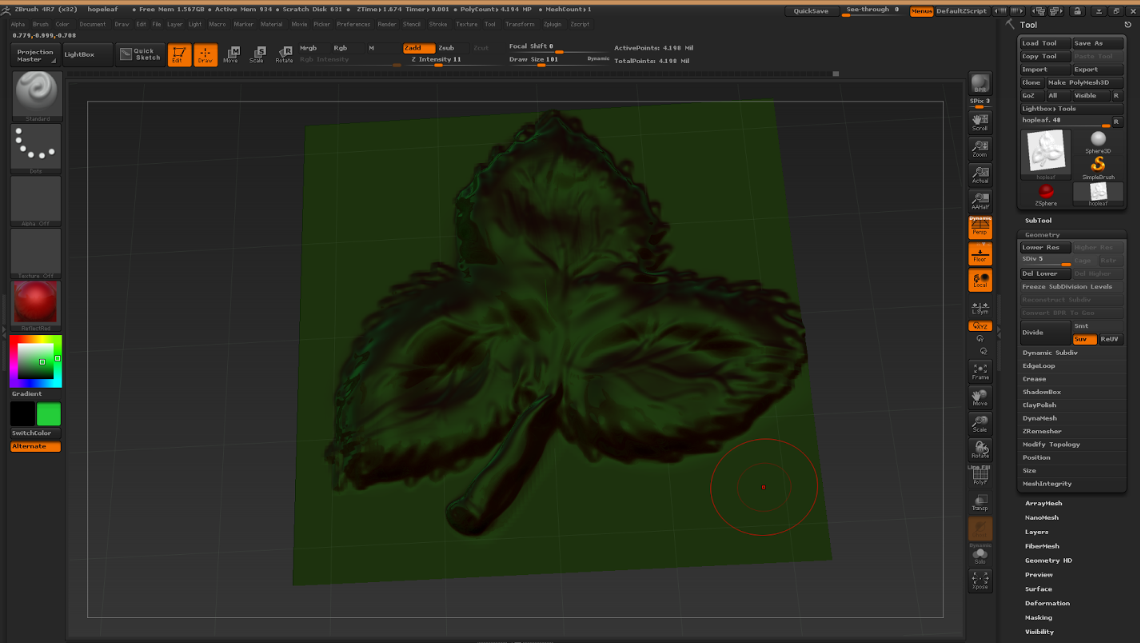 ZBrush 4R7 (x32) hopeleaf • Free Mem 1.567GB • Active Mem 934 • Scratch Disk 631 • ZTime▸1.674 Timer▸0.001 • PolyCount▸4.194 MP • MeshCount▸1
QuickSave
See-through 0
Menus
DefaultZScript
Alpha Brush Color Document Draw Edit File Layer Light Macro Marker Material Movie Picker Preferences Render Stencil Stroke Texture Tool Transform Zplugin Zscript
0.779,-0.999,-0.708
Projection Master
LightBox
Quick Sketch
Edit
Draw
Move
Scale
Rotate
Mrgb Rgb M
Rgb Intensity
Zadd Zsub Zcut
Z Intensity 11
Focal Shift 0
Draw Size 101
Dynamic
ActivePoints: 4.198 Mil
TotalPoints: 4.198 Mil
Standard
Dots
Alpha Off
Texture Off
ReflectRed
Gradient
SwitchColor
Alternate
BPR
SPix 3
Scroll
Zoom
Actual
AAHalf
Dynamic
Persp
Floor
Local
L.Sym
Frame
Move
Scale
Rotate
Line Fill
PolyF
Transp
Dynamic
Solo
Xpose
Tool
Load Tool Save As
Copy Tool Paste Tool
Import Export
Clone Make PolyMesh3D
GoZ All Visible R
Lightbox▸ Tools
hopleaf. 48 R
hopleaf
Sphere3D
SimpleBrush
ZSphere
hopleaf
SubTool
Geometry
Lower Res Higher Res
SDiv 5 Cage Rstr
Del Lower Del Higher
Freeze SubDivision Levels
Reconstruct Subdiv
Convert BPR To Geo
Divide
Smt
Suv ReUV
Dynamic Subdiv
EdgeLoop
Crease
ShadowBox
ClayPolish
DynaMesh
ZRemesher
Modify Topology
Position
Size
MeshIntegrity
ArrayMesh
NanoMesh
Layers
FiberMesh
Geometry HD
Preview
Surface
Deformation
Masking
Visibility